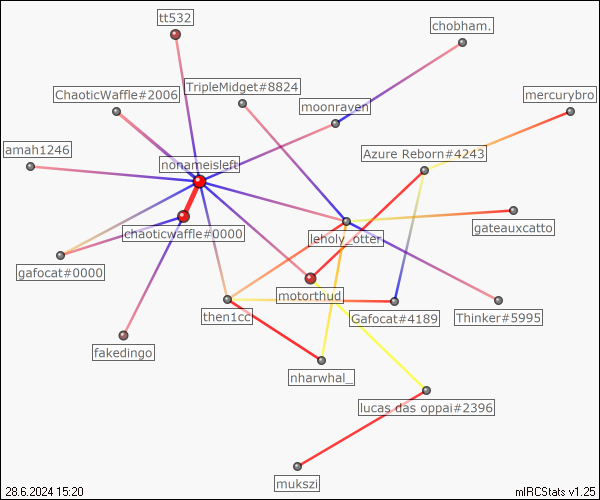 tt532
chobham.
ChaoticWaffle#2006
TripleMidget#8824
mercurybro
moonraven
amah1246
nonameisleft
Azure Reborn#4243
chaoticwaffle#0000
leholy_otter
gateauxcatto
gafocat#0000
motorthud
then1cc
Gafocat#4189
Thinker#5995
fakedingo
nharwhal_
lucas das oppai#2396
mukszi
28.6.2024 15:20
mIRCStats v1.25